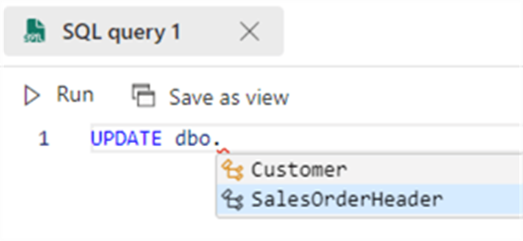 SQL query 1
Run Save as view
1 UPDATE dbo.
Customer
SalesOrderHeader